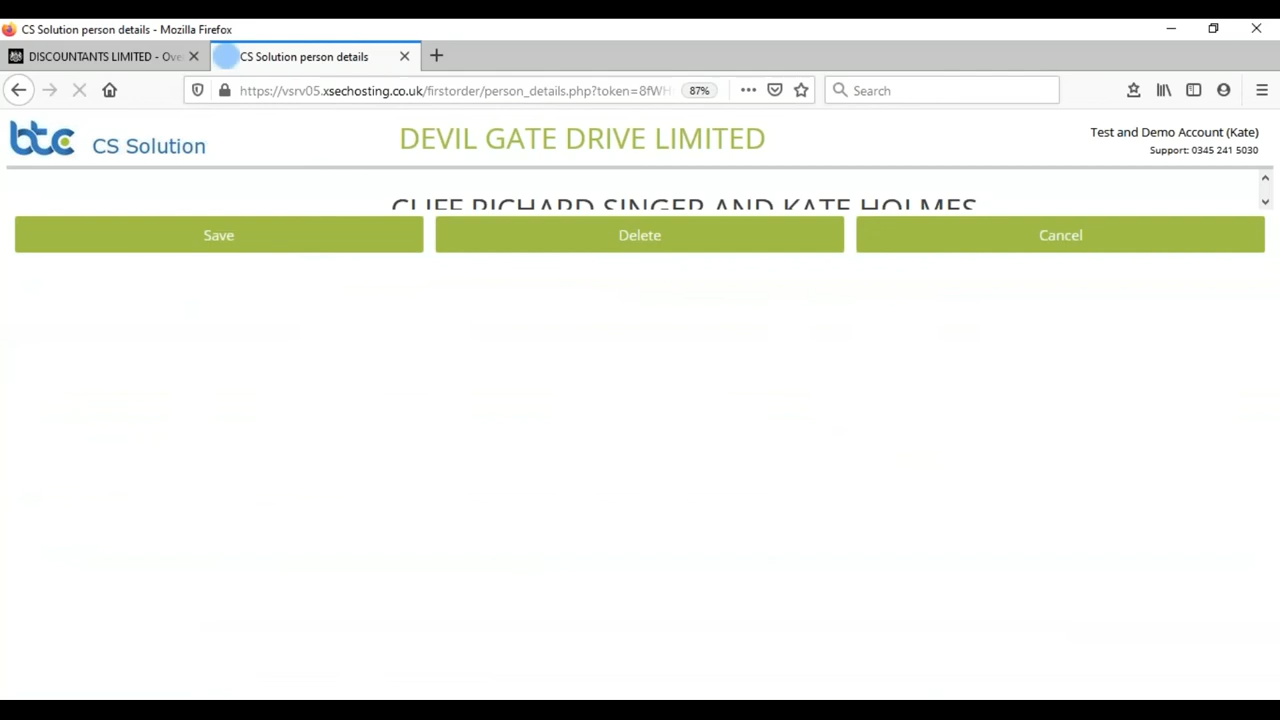 CS Solution person details - Mozilla Firefox
DISCOUNTANTS LIMITED - Ove
CS Solution person details
https://vsrv05.xsechosting.co.uk/firstorder/person_details.php?token=8fWH
87%
Search
btc CS Solution
DEVIL GATE DRIVE LIMITED
Test and Demo Account (Kate)
Support: 0345 241 5030
CLIFF RICHARD SINGER AND KATE HOLMES
Save
Delete
Cancel